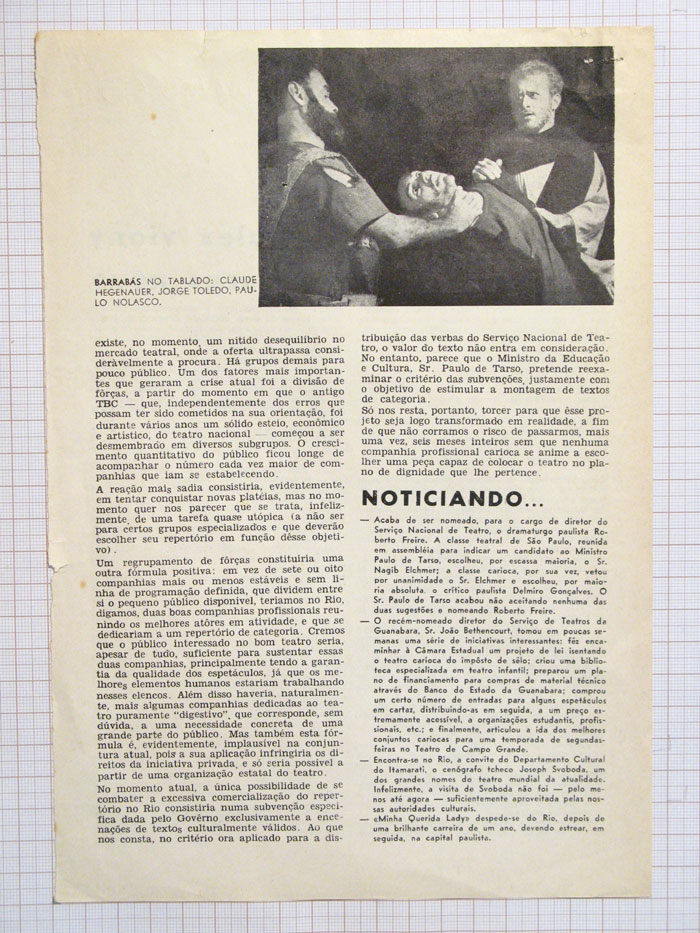 BARRABÁS NO TABLADO: CLAUDE
HEGENAUER, JORGE TOLEDO, PAU-
LO NOLASCO.
existe, no momento, um nítido desequilíbrio no
mercado teatral, onde a oferta ultrapassa consi-
deràvelmente a procura. Há grupos demais para
pouco público. Um dos fatores mais importan-
tes que geraram a crise atual foi a divisão de
fôrças, a partir do momento em que o antigo
TBC — que, independentemente dos erros que
possam ter sido cometidos na sua orientação, foi
durante vários anos um sólido esteio, econômico
e artístico, do teatro nacional — começou a ser
desmembrado em diversos subgrupos. O cresci-
mento quantitativo do público ficou longe de
acompanhar o número cada vez maior de com-
panhias que iam se estabelecendo.
A reação mais sadia consistiria, evidentemente,
em tentar conquistar novas platéias, mas no mo-
mento quer nos parecer que se trata, infeliz-
mente, de uma tarefa quase utópica (a não ser
para certos grupos especializados e que deverão
escolher seu repertório em função dêsse objeti-
vo).
Um regrupamento de fôrças constituiria uma
outra fórmula positiva: em vez de sete ou oito
companhias mais ou menos estáveis e sem li-
nha de programação definida, que dividem entre
si o pequeno público disponível, teríamos no Rio,
digamos, duas boas companhias profissionais reu-
nindo os melhores atôres em atividade, e que se
dedicariam a um repertório de categoria. Cremos
que o público interessado no bom teatro seria,
apesar de tudo, suficiente para sustentar essas
duas companhias, principalmente tendo a garan-
tia da qualidade dos espetáculos, já que os me-
lhores elementos humanos estariam trabalhando
nesses elencos. Além disso haveria, naturalmen-
te, mais algumas companhias dedicadas ao tea-
tro puramente "digestivo", que corresponde, sem
dúvida, a uma necessidade concreta de uma
grande parte do público. Mas também esta fór-
mula é, evidentemente, implausível na conjun-
tura atual, pois a sua aplicação infringiria os di-
reitos da iniciativa privada, e só seria possível a
partir de uma organização estatal do teatro.
No momento atual, a única possibilidade de se
combater a excessiva comercialização do reper-
tório no Rio consistiria numa subvenção especí-
fica dada pelo Govêrno exclusivamente a ence-
nações de textos culturalmente válidos. Ao que
nos consta, no critério ora aplicado para a dis-
tribuição das verbas do Serviço Nacional de Tea-
tro, o valor do texto não entra em consideração.
No entanto, parece que o Ministro da Educação
e Cultura, Sr. Paulo de Tarso, pretende reexa-
minar o critério das subvenções, justamente com
o objetivo de estimular a montagem de textos
de categoria.
Só nos resta, portanto, torcer para que êsse pro-
jeto seja logo transformado em realidade, a fim
de que não corramos o risco de passarmos, mais
uma vez, seis meses inteiros sem que nenhuma
companhia profissional carioca se anime a esco-
lher uma peça capaz de colocar o teatro no pla-
no de dignidade que lhe pertence.
NOTICIANDO...
— Acaba de ser nomeado, para o cargo de diretor do
Serviço Nacional de Teatro, o dramaturgo paulista Ro-
berto Freire. A classe teatral de São Paulo, reunida
em assembléia para indicar um candidato ao Ministro
Paulo de Tarso, escolheu, por escassa maioria, o Sr.
Nagib Elchmer; a classe carioca, por sua vez, vetou
por unanimidade o Sr. Elchmer e escolheu, por maio-
ria absoluta, o crítico paulista Delmiro Gonçalves. O
Sr. Paulo de Tarso acabou não aceitando nenhuma das
duas sugestões e nomeando Roberto Freire.
— O recém-nomeado diretor do Serviço de Teatros da
Guanabara, Sr. João Bethencourt, tomou em poucas se-
manas uma série de iniciativas interessantes: fêz enca-
minhar à Câmara Estadual um projeto de lei isentando
o teatro carioca do impôsto de sêlo; criou uma biblio-
teca especializada em teatro infantil; preparou um pla-
no de financiamento para compras de material técnico
através do Banco do Estado da Guanabara; comprou
um certo número de entradas para alguns espetáculos
em cartaz, distribuindo-as em seguida, a um preço ex-
tremamente acessível, a organizações estudantis, profis-
sionais, etc.; e finalmente, articulou a ida dos melhores
conjuntos cariocas para uma temporada de segundas-
feiras no Teatro de Campo Grande.
— Encontra-se no Rio, a convite do Departamento Cultural
do Itamarati, o cenógrafo tcheco Joseph Svoboda, um
dos grandes nomes do teatro mundial da atualidade.
Infelizmente, a visita de Svoboda não foi — pelo me-
nos até agora — suficientemente aproveitada pelas nos-
sas autoridades culturais.
— «Minha Querida Lady» despede-se do Rio, depois de
uma brilhante carreira de um ano, devendo estrear, em
seguida, na capital paulista.